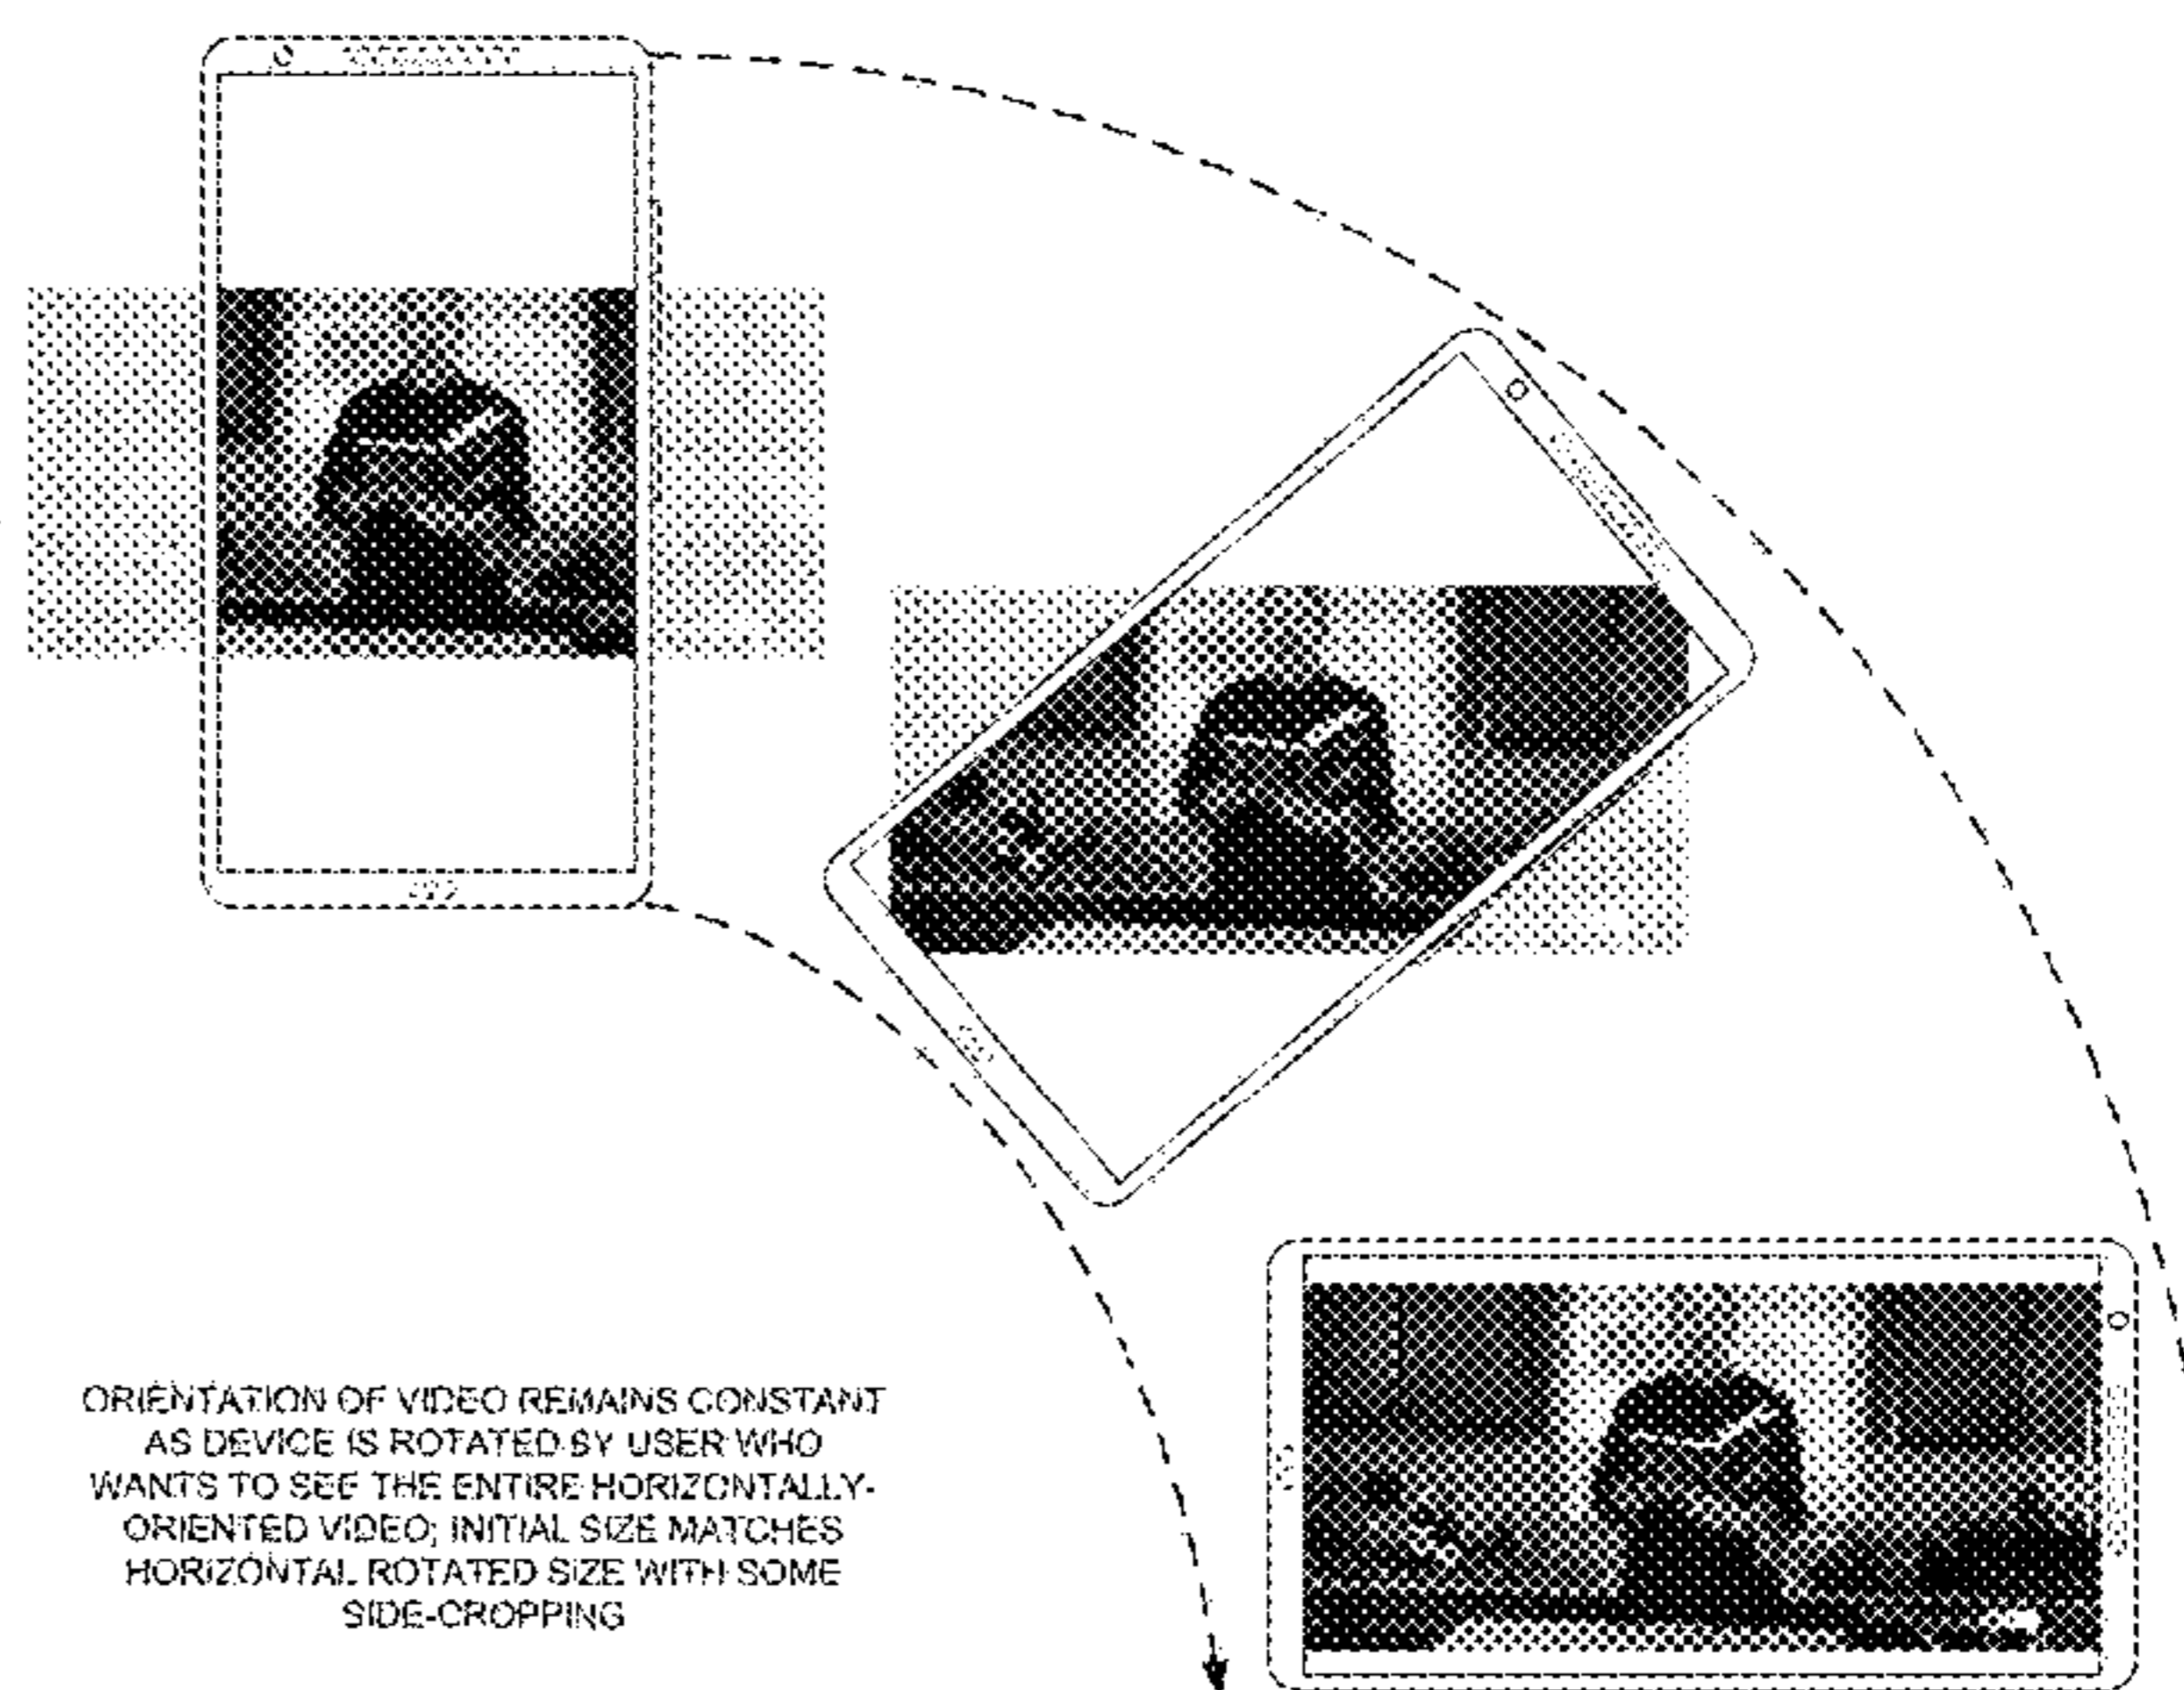 ORIENTATION OF VIDEO REMAINS CONSTANT
AS DEVICE IS ROTATED BY USER WHO
WANTS TO SEE THE ENTIRE HORIZONTALLY-
ORIENTED VIDEO; INITIAL SIZE MATCHES
HORIZONTAL ROTATED SIZE WITH SOME
SIDE-CROPPING